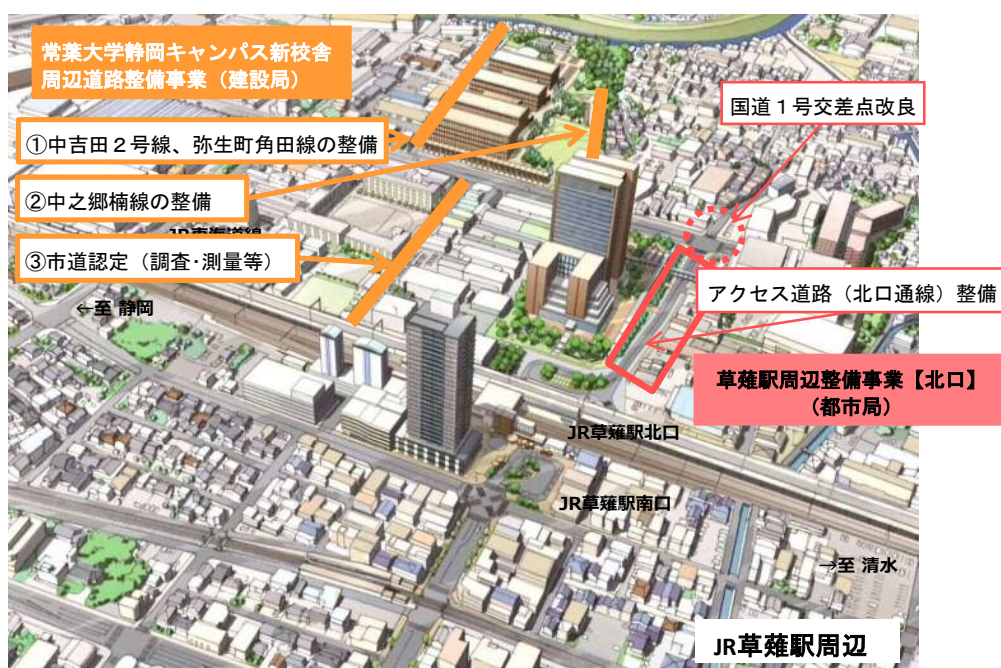 常葉大学静岡キャンパス新校舎
周辺道路整備事業（建設局）
国道１号交差点改良
①中吉田２号線、弥生町角田線の整備
②中之郷楠線の整備
JR東海道線
③市道認定（調査・測量等）
←至 静岡
アクセス道路（北口通線）整備
草薙駅周辺整備事業【北口】
（都市局）
JR草薙駅北口
JR草薙駅南口
→至 清水
JR草薙駅周辺